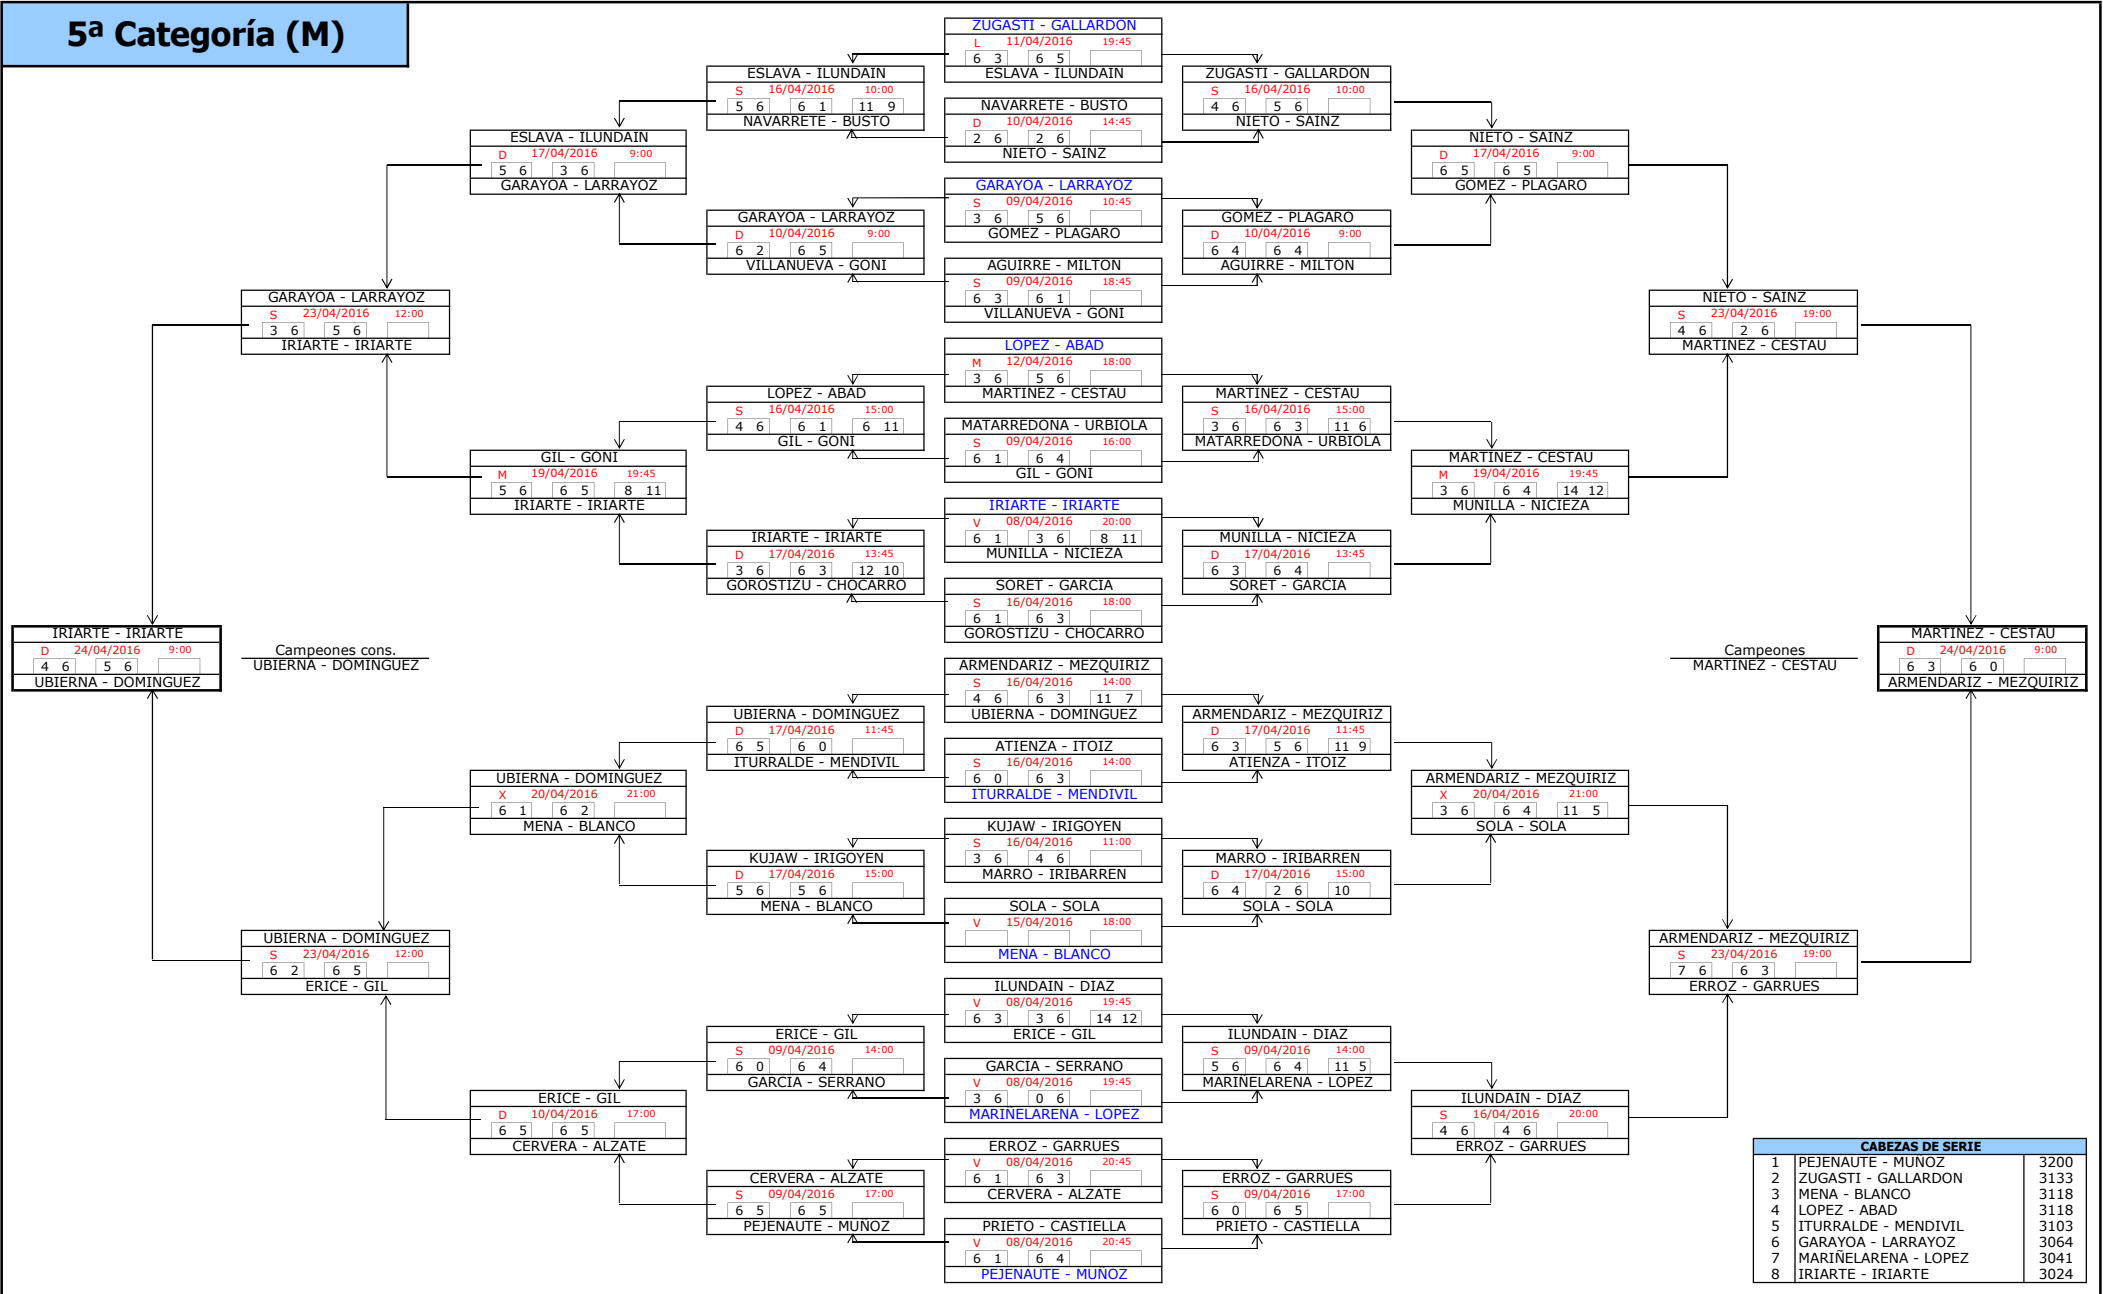 5ª Categoría (M)
ZUGASTI - GALLARDON
L 11/04/2016 19:45
6 3 6 5
ESLAVA - ILUNDAIN
NAVARRETE - BUSTO
D 10/04/2016 14:45
2 6 2 6
NIETO - SAINZ
GARAYOA - LARRAYOZ
S 09/04/2016 10:45
3 6 5 6
GOMEZ - PLAGARO
AGUIRRE - MILTON
S 09/04/2016 18:45
6 3 6 1
VILLANUEVA - GOÑI
LOPEZ - ABAD
M 12/04/2016 18:00
3 6 5 6
MARTINEZ - CESTAU
MATARREDONA - URBIOLA
S 09/04/2016 16:00
6 1 6 4
GIL - GOÑI
IRIARTE - IRIARTE
V 08/04/2016 20:00
6 1 3 6 8 11
MUNILLA - NICIEZA
SORET - GARCIA
S 16/04/2016 18:00
6 1 6 3
GOROSTIZU - CHOCARRO
ARMENDARIZ - MEZQUIRIZ
S 16/04/2016 14:00
4 6 6 3 11 7
UBIERNA - DOMINGUEZ
ATIENZA - ITOIZ
S 16/04/2016 14:00
6 0 6 3
ITURRALDE - MENDIVIL
KUJAW - IRIGOYEN
S 16/04/2016 11:00
3 6 4 6
MARRO - IRIBARREN
SOLA - SOLA
V 15/04/2016 18:00
MENA - BLANCO
ILUNDAIN - DIAZ
V 08/04/2016 19:45
6 3 3 6 14 12
ERICE - GIL
GARCIA - SERRANO
V 08/04/2016 19:45
3 6 0 6
MARIÑELARENA - LOPEZ
ERROZ - GARRUES
V 08/04/2016 20:45
6 1 6 3
CERVERA - ALZATE
PRIETO - CASTIELLA
V 08/04/2016 20:45
6 1 6 4
PEJENAUTE - MUÑOZ
ESLAVA - ILUNDAIN
S 16/04/2016 10:00
5 6 6 1 11 9
NAVARRETE - BUSTO
GARAYOA - LARRAYOZ
D 10/04/2016 9:00
6 2 6 5
VILLANUEVA - GOÑI
LOPEZ - ABAD
S 16/04/2016 15:00
4 6 6 1 6 11
GIL - GOÑI
IRIARTE - IRIARTE
D 17/04/2016 13:45
3 6 6 3 12 10
GOROSTIZU - CHOCARRO
UBIERNA - DOMINGUEZ
D 17/04/2016 11:45
6 5 6 0
ITURRALDE - MENDIVIL
KUJAW - IRIGOYEN
D 17/04/2016 15:00
5 6 5 6
MENA - BLANCO
ERICE - GIL
S 09/04/2016 14:00
6 0 6 4
GARCIA - SERRANO
CERVERA - ALZATE
S 09/04/2016 17:00
6 5 6 5
PEJENAUTE - MUÑOZ
ZUGASTI - GALLARDON
S 16/04/2016 10:00
4 6 5 6
NIETO - SAINZ
GOMEZ - PLAGARO
D 10/04/2016 9:00
6 4 6 4
AGUIRRE - MILTON
MARTINEZ - CESTAU
S 16/04/2016 15:00
3 6 6 3 11 6
MATARREDONA - URBIOLA
MUNILLA - NICIEZA
D 17/04/2016 13:45
6 3 6 4
SORET - GARCIA
ARMENDARIZ - MEZQUIRIZ
D 17/04/2016 11:45
6 3 5 6 11 9
ATIENZA - ITOIZ
MARRO - IRIBARREN
D 17/04/2016 15:00
6 4 2 6 10
SOLA - SOLA
ILUNDAIN - DIAZ
S 09/04/2016 14:00
5 6 6 4 11 5
MARIÑELARENA - LOPEZ
ERROZ - GARRUES
S 09/04/2016 17:00
6 0 6 5
PRIETO - CASTIELLA
ESLAVA - ILUNDAIN
D 17/04/2016 9:00
5 6 3 6
GARAYOA - LARRAYOZ
GIL - GOÑI
M 19/04/2016 19:45
5 6 6 5 8 11
IRIARTE - IRIARTE
UBIERNA - DOMINGUEZ
X 20/04/2016 21:00
6 1 6 2
MENA - BLANCO
ERICE - GIL
D 10/04/2016 17:00
6 5 6 5
CERVERA - ALZATE
NIETO - SAINZ
D 17/04/2016 9:00
6 5 6 5
GOMEZ - PLAGARO
MARTINEZ - CESTAU
M 19/04/2016 19:45
3 6 6 4 14 12
MUNILLA - NICIEZA
ARMENDARIZ - MEZQUIRIZ
X 20/04/2016 21:00
3 6 6 4 11 5
SOLA - SOLA
ILUNDAIN - DIAZ
S 16/04/2016 20:00
4 6 4 6
ERROZ - GARRUES
GARAYOA - LARRAYOZ
S 23/04/2016 12:00
3 6 5 6
IRIARTE - IRIARTE
UBIERNA - DOMINGUEZ
S 23/04/2016 12:00
6 2 6 5
ERICE - GIL
NIETO - SAINZ
S 23/04/2016 19:00
4 6 2 6
MARTINEZ - CESTAU
ARMENDARIZ - MEZQUIRIZ
S 23/04/2016 19:00
7 6 6 3
ERROZ - GARRUES
IRIARTE - IRIARTE
D 24/04/2016 9:00
4 6 5 6
UBIERNA - DOMINGUEZ
Campeones cons.
UBIERNA - DOMINGUEZ
Campeones
MARTINEZ - CESTAU
MARTINEZ - CESTAU
D 24/04/2016 9:00
6 3 6 0
ARMENDARIZ - MEZQUIRIZ
CABEZAS DE SERIE
1 PEJENAUTE - MUÑOZ 3200
2 ZUGASTI - GALLARDON 3133
3 MENA - BLANCO 3118
4 LOPEZ - ABAD 3118
5 ITURRALDE - MENDIVIL 3103
6 GARAYOA - LARRAYOZ 3064
7 MARIÑELARENA - LOPEZ 3041
8 IRIARTE - IRIARTE 3024